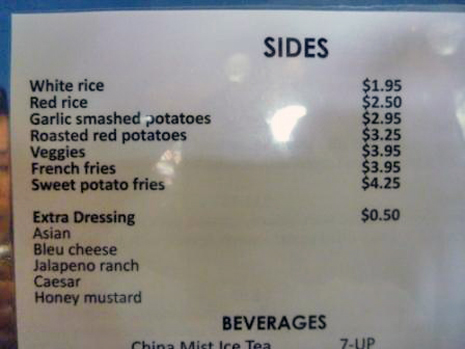 SIDES
White rice $1.95
Red rice $2.50
Garlic smashed potatoes $2.95
Roasted red potatoes $3.25
Veggies $3.95
French fries $3.95
Sweet potato fries $4.25
Extra Dressing $0.50
Asian
Bleu cheese
Jalapeno ranch
Caesar
Honey mustard
BEVERAGES
China Mist Ice Tea 7-UP